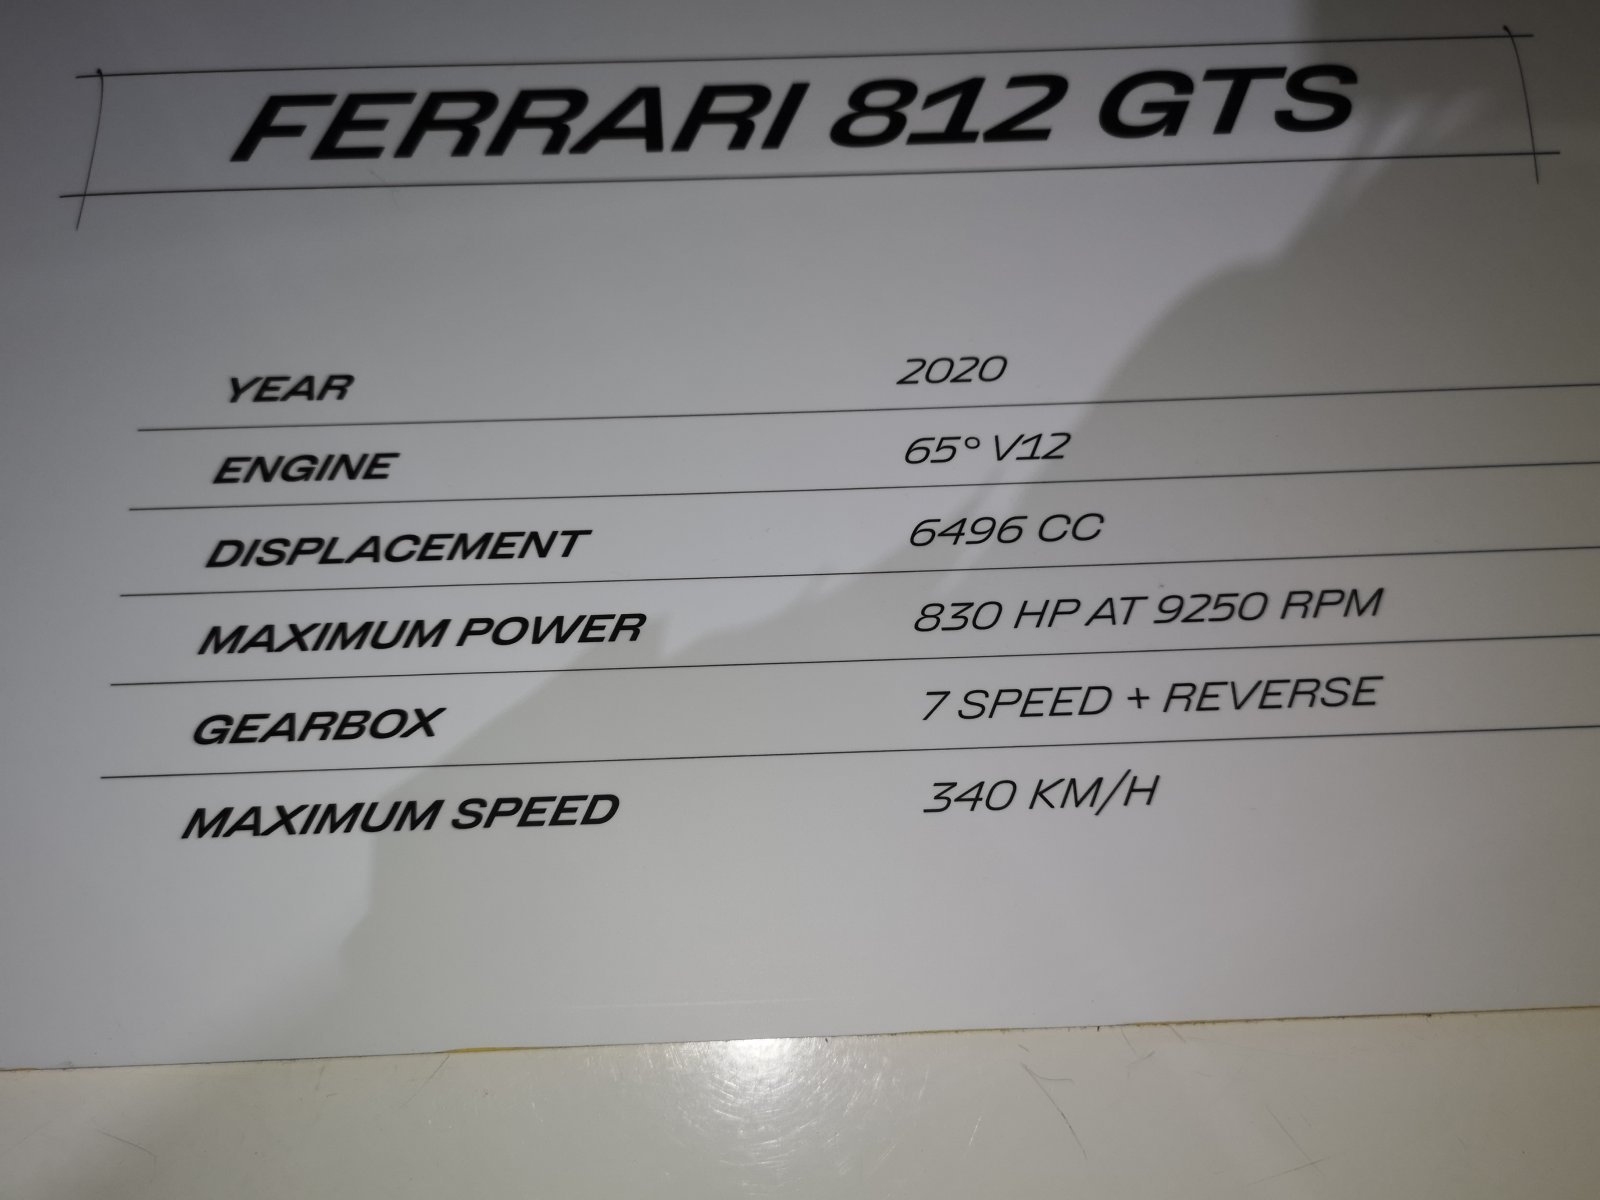 FERRARI 812 GTS
YEAR 2020
ENGINE 65° V12
DISPLACEMENT 6496 CC
MAXIMUM POWER 830 HP AT 9250 RPM
GEARBOX 7 SPEED + REVERSE
MAXIMUM SPEED 340 KM/H